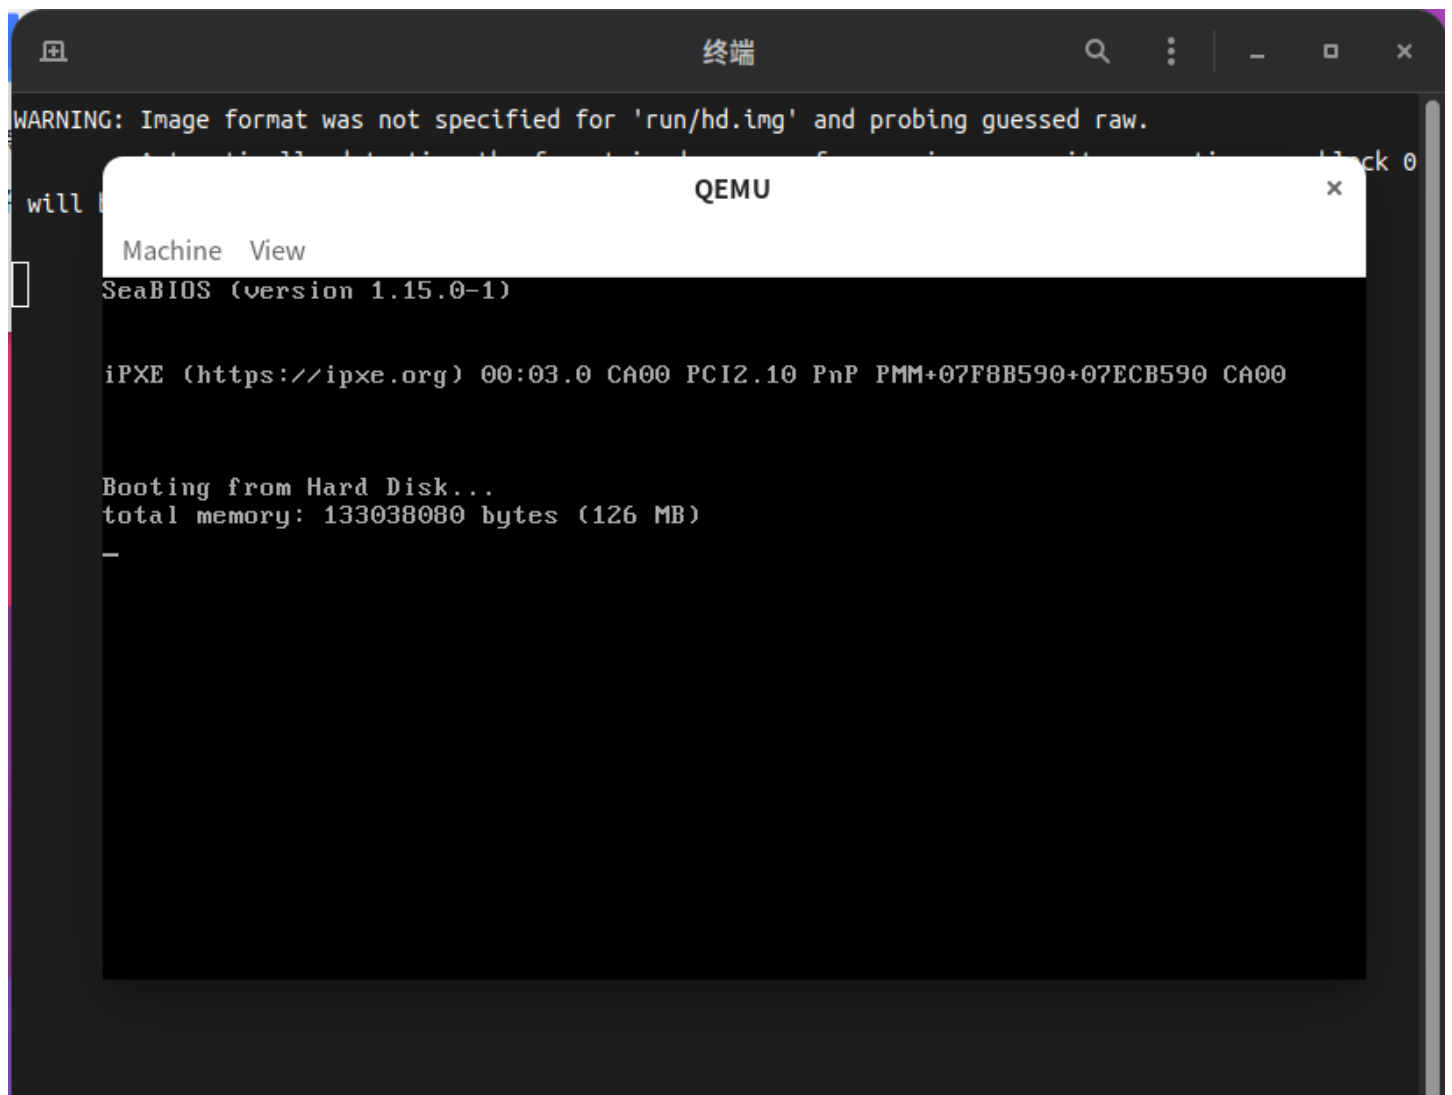 终端
WARNING: Image format was not specified for 'run/hd.img' and probing guessed raw.
ck 0
will
QEMU
Machine View
SeaBIOS (version 1.15.0-1)
iPXE (https://ipxe.org) 00:03.0 CA00 PCI2.10 PnP PMM+07F8B590+07ECB590 CA00
Booting from Hard Disk...
total memory: 133038080 bytes (126 MB)